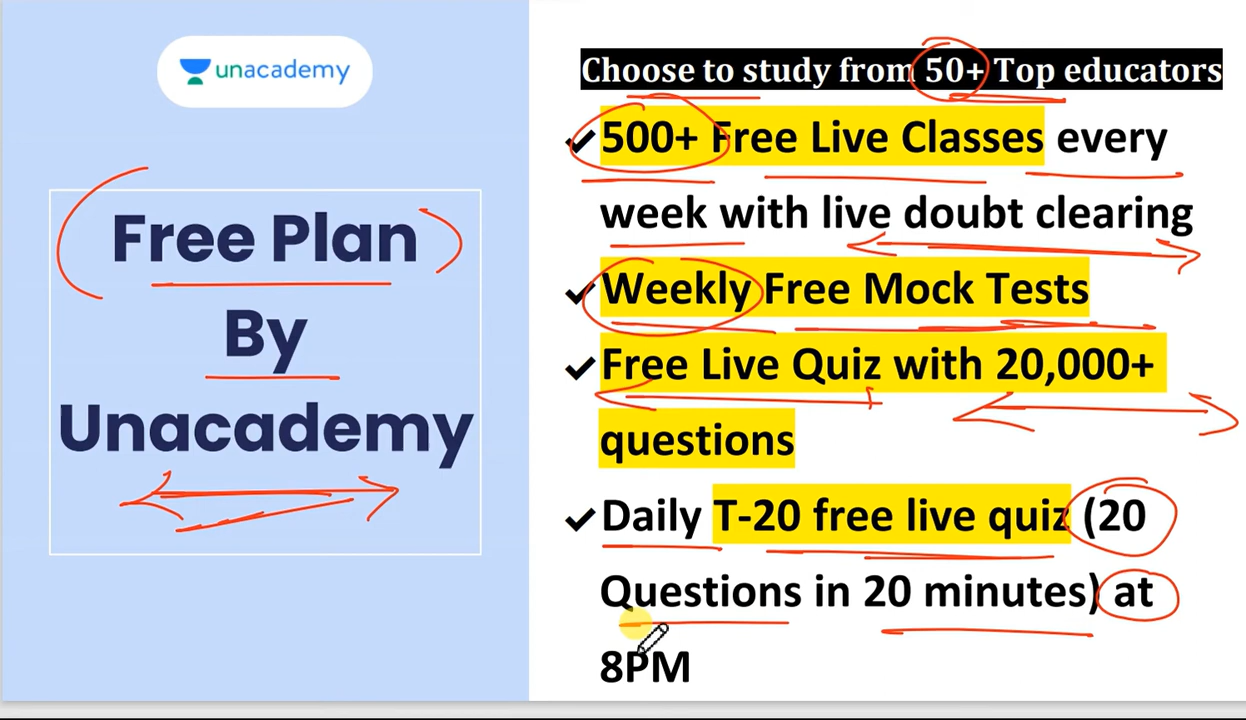 unacademy
Free Plan
By
Unacademy
Choose to study from 50+ Top educators
500+ Free Live Classes every
week with live doubt clearing
Weekly Free Mock Tests
Free Live Quiz with 20,000+
questions
Daily T-20 free live quiz (20
Questions in 20 minutes) at
8PM